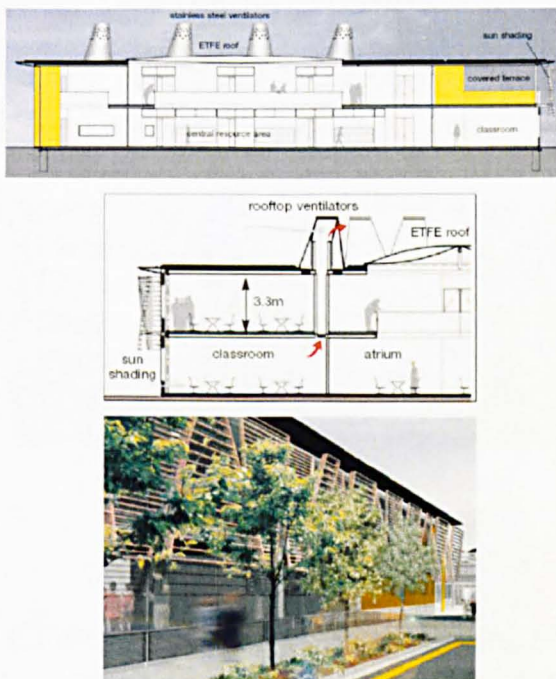 stainless steel ventilators
ETFE roof
sun shading
covered terrace
central resource area
classroom
rooftop ventilators
ETFE roof
3.3m
sun
shading
classroom
atrium